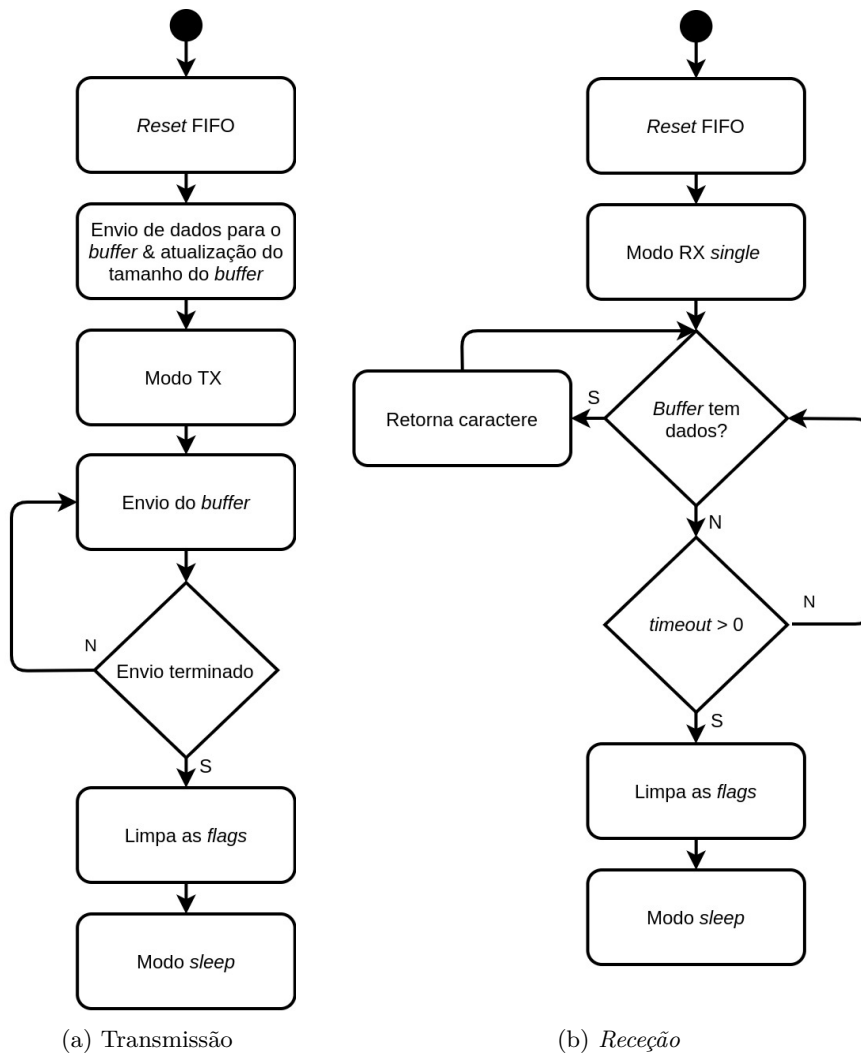 Reset FIFO
Envio de dados para o
buffer & atualização do
tamanho do buffer
Modo TX
Envio do buffer
N
Envio terminado
S
Limpa as flags
Modo sleep
(a) Transmissão
Reset FIFO
Modo RX single
Buffer tem
dados?
S
Retorna caractere
N
timeout > 0
N
S
Limpa as flags
Modo sleep
(b) Receção